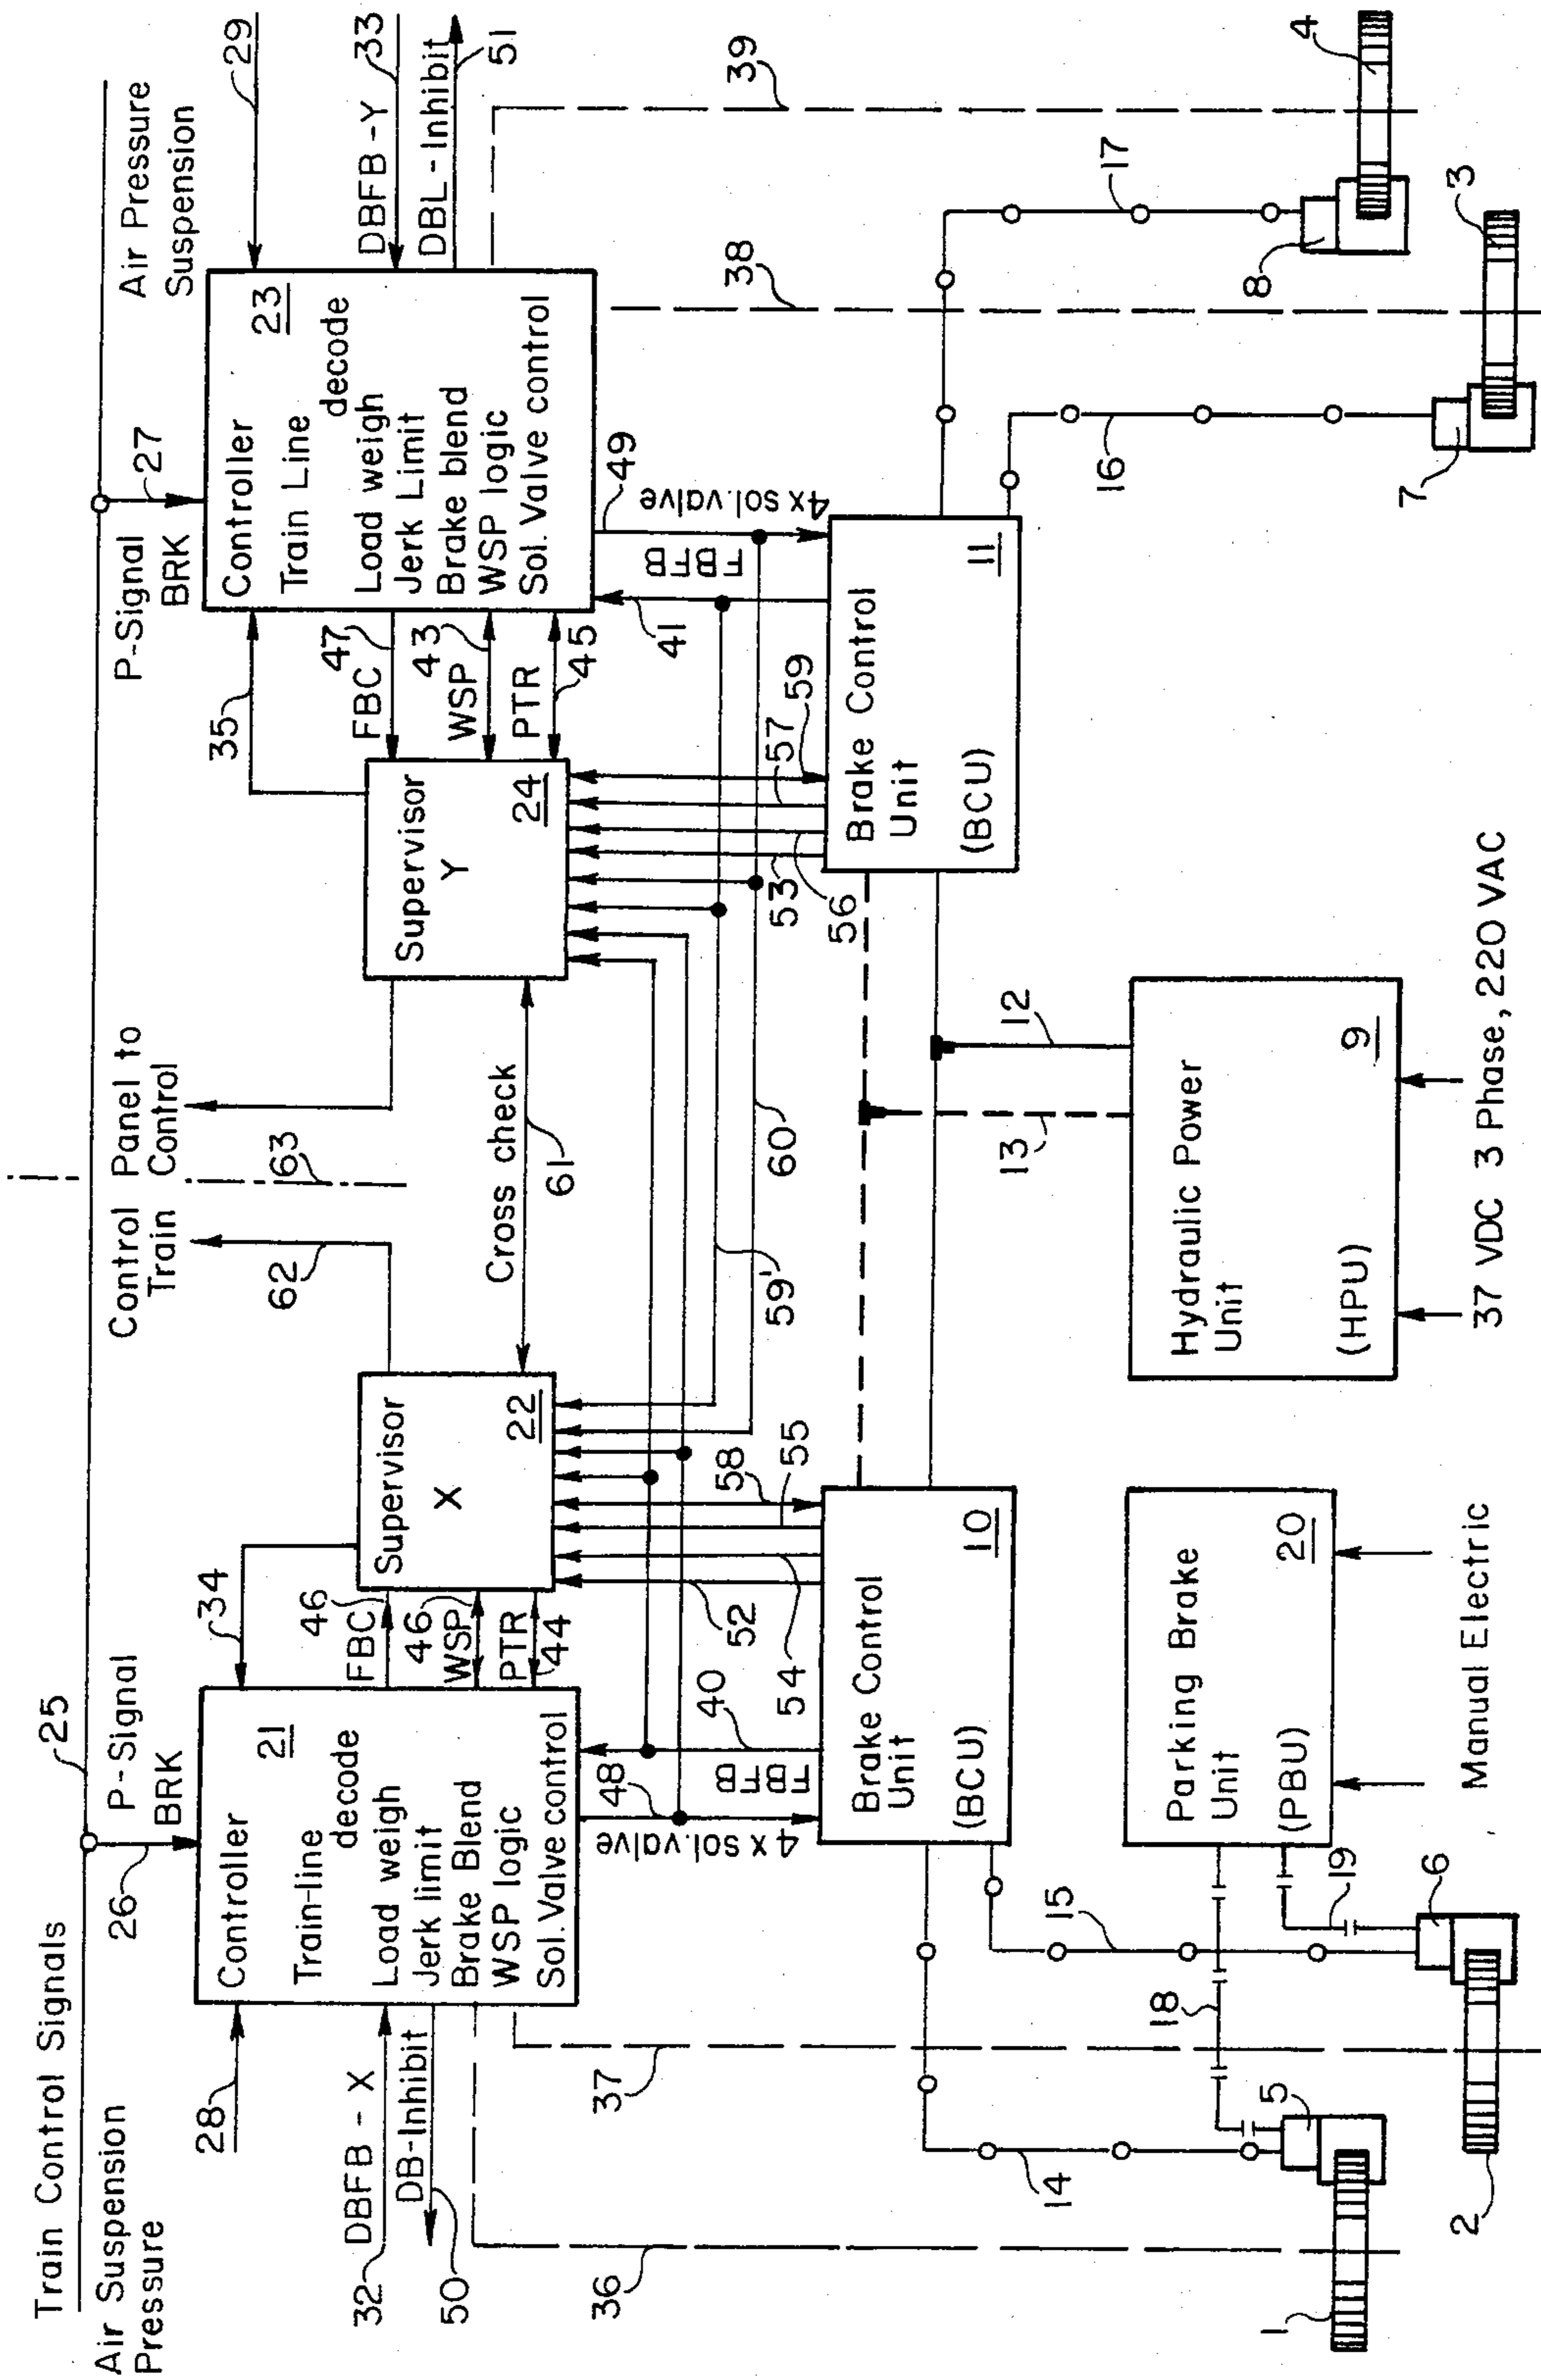 Train Control Signals
25
Air Suspension
Pressure
26
P-Signal
BRK
28
Controller
21
Train-line
decode
Load weigh
Jerk limit
Brake Blend
WSP logic
Sol. Valve control
DBFB - X
32
DB-Inhibit
50
34
46
FBC
46
WSP
PTR
44
Supervisor
X
22
62
Control Panel to
Train Control
63
Cross check
61
Supervisor
Y
24
35
47
FBC
43
WSP
PTR
45
P-Signal
BRK
27
Controller
23
Train Line
decode
Load weigh
Jerk Limit
Brake blend
WSP logic
Sol. Valve control
Air Pressure
Suspension
29
DBFB - Y
33
DBL - Inhibit
51
36
37
48
4x sol. valve
FBFB
40
52
54
55
58
59'
60
53
56
57
59
41
FBFB
4x sol. valve
49
38
39
Brake Control
Unit
(BCU)
10
Brake Control
Unit
(BCU)
11
14
15
18
19
Parking Brake
Unit
(PBU)
20
Manual Electric
Hydraulic Power
Unit
(HPU)
9
13
12
37 VDC 3 Phase, 220 VAC
16
17
1
5
2
6
7
3
8
4